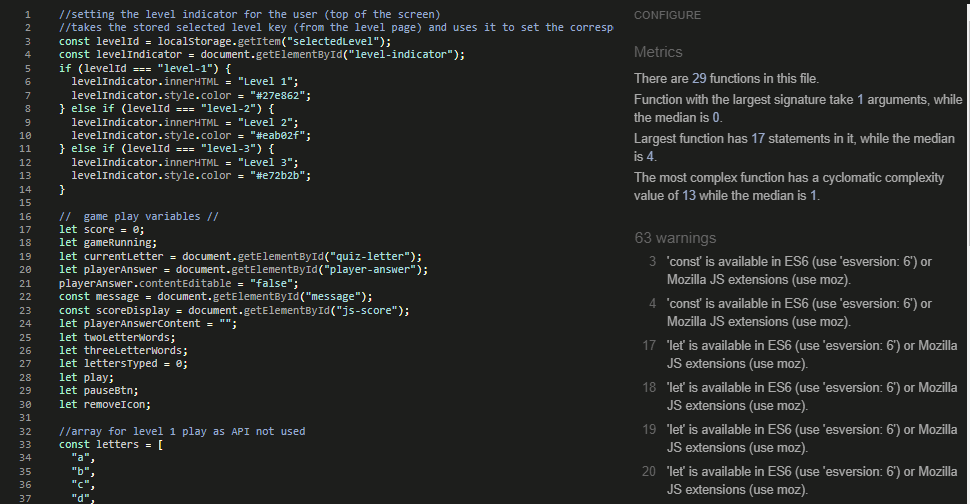 1 //setting the level indicator for the user (top of the screen)
2 //takes the stored selected level key (from the level page) and uses it to set the corresp
3 const levelId = localStorage.getItem("selectedLevel");
4 const levelIndicator = document.getElementById("level-indicator");
5 if (levelId === "level-1") {
6 levelIndicator.innerHTML = "Level 1";
7 levelIndicator.style.color = "#27e862";
8 } else if (levelId === "level-2") {
9 levelIndicator.innerHTML = "Level 2";
10 levelIndicator.style.color = "#eab02f";
11 } else if (levelId === "level-3") {
12 levelIndicator.innerHTML = "Level 3";
13 levelIndicator.style.color = "#e72b2b";
14 }
15
16 //  game play variables //
17 let score = 0;
18 let gameRunning;
19 let currentLetter = document.getElementById("quiz-letter");
20 let playerAnswer = document.getElementById("player-answer");
21 playerAnswer.contentEditable = "false";
22 const message = document.getElementById("message");
23 const scoreDisplay = document.getElementById("js-score");
24 let playerAnswerContent = "";
25 let twoLetterWords;
26 let threeLetterWords;
27 let lettersTyped = 0;
28 let play;
29 let pauseBtn;
30 let removeIcon;
31
32 //array for level 1 play as API not used
33 const letters = [
34 "a",
35 "b",
36 "c",
37 "d",
CONFIGURE
Metrics
There are 29 functions in this file.
Function with the largest signature take 1 arguments, while
the median is 0.
Largest function has 17 statements in it, while the median
is 4.
The most complex function has a cyclomatic complexity
value of 13 while the median is 1.
63 warnings
3 'const' is available in ES6 (use 'esversion: 6') or
Mozilla JS extensions (use moz).
4 'const' is available in ES6 (use 'esversion: 6') or
Mozilla JS extensions (use moz).
17 'let' is available in ES6 (use 'esversion: 6') or Mozilla
JS extensions (use moz).
18 'let' is available in ES6 (use 'esversion: 6') or Mozilla
JS extensions (use moz).
19 'let' is available in ES6 (use 'esversion: 6') or Mozilla
JS extensions (use moz).
20 'let' is available in ES6 (use 'esversion: 6') or Mozilla
JS extensions (use moz).